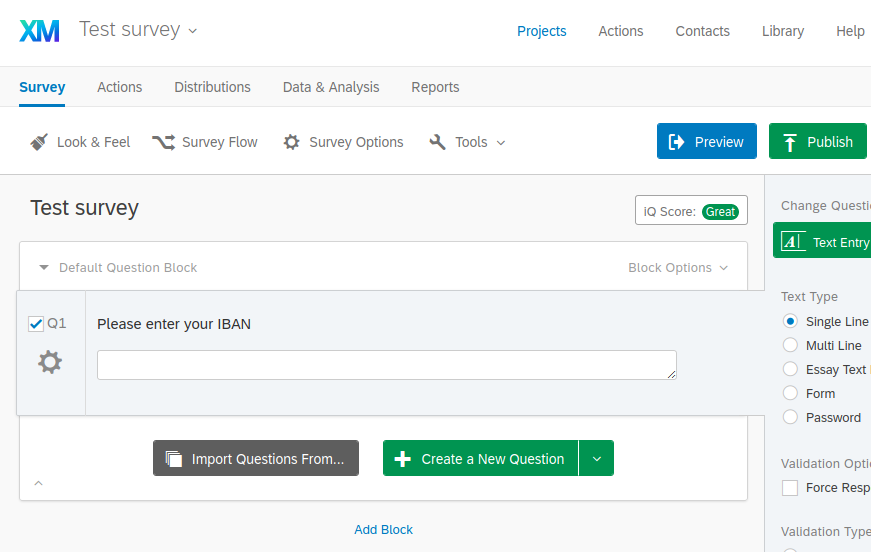 XM Test survey Projects Actions Contacts Library Help
Survey Actions Distributions Data & Analysis Reports
Look & Feel Survey Flow Survey Options Tools Preview Publish
Test survey iQ Score: Great
Change Questi
A Text Entry
Default Question Block Block Options
Text Type
Q1 Please enter your IBAN
Single Line
Multi Line
Essay Text
Form
Password
Import Questions From... Create a New Question
Validation Opti
Force Resp
Add Block
Validation Type